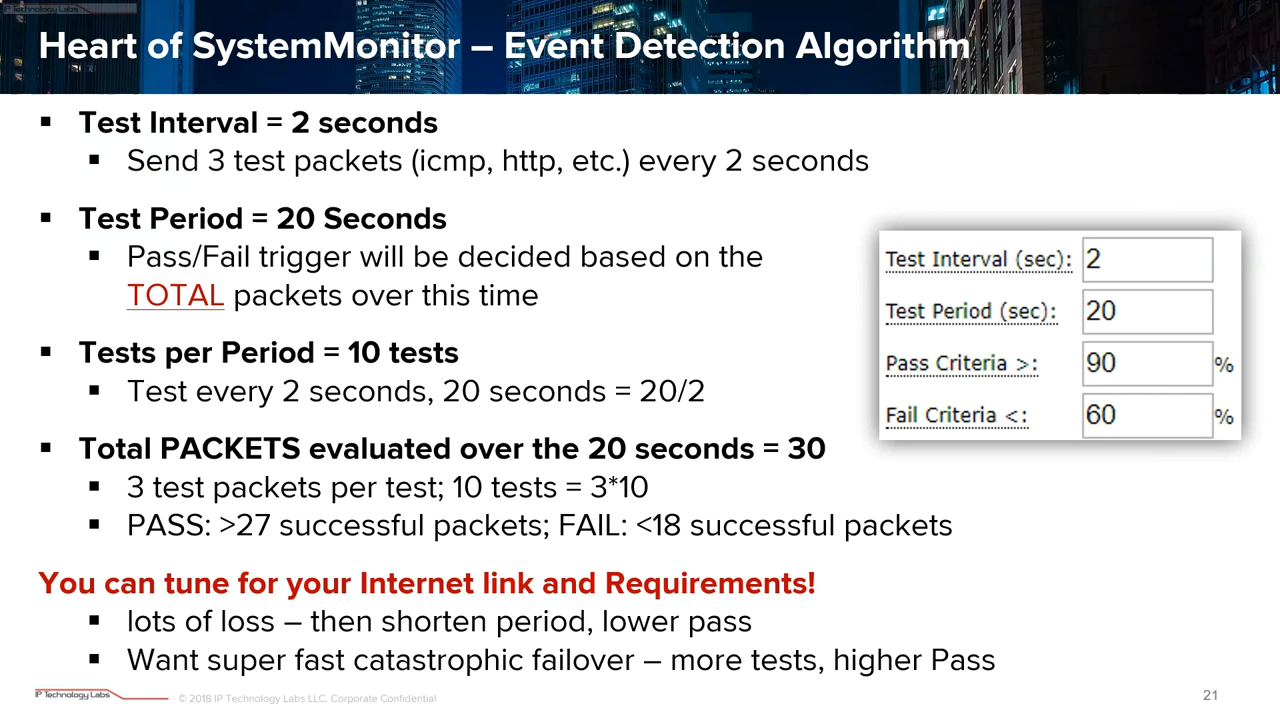 IP Technology Labs
Heart of SystemMonitor – Event Detection Algorithm
▪ Test Interval = 2 seconds
▪ Send 3 test packets (icmp, http, etc.) every 2 seconds
▪ Test Period = 20 Seconds
▪ Pass/Fail trigger will be decided based on the
TOTAL packets over this time
▪ Tests per Period = 10 tests
▪ Test every 2 seconds, 20 seconds = 20/2
▪ Total PACKETS evaluated over the 20 seconds = 30
▪ 3 test packets per test; 10 tests = 3*10
▪ PASS: >27 successful packets; FAIL: <18 successful packets
Test Interval (sec): 2
Test Period (sec): 20
Pass Criteria >: 90 %
Fail Criteria <: 60 %
You can tune for your Internet link and Requirements!
▪ lots of loss – then shorten period, lower pass
▪ Want super fast catastrophic failover – more tests, higher Pass
IP Technology Labs © 2018 IP Technology Labs LLC. Corporate Confidential 21